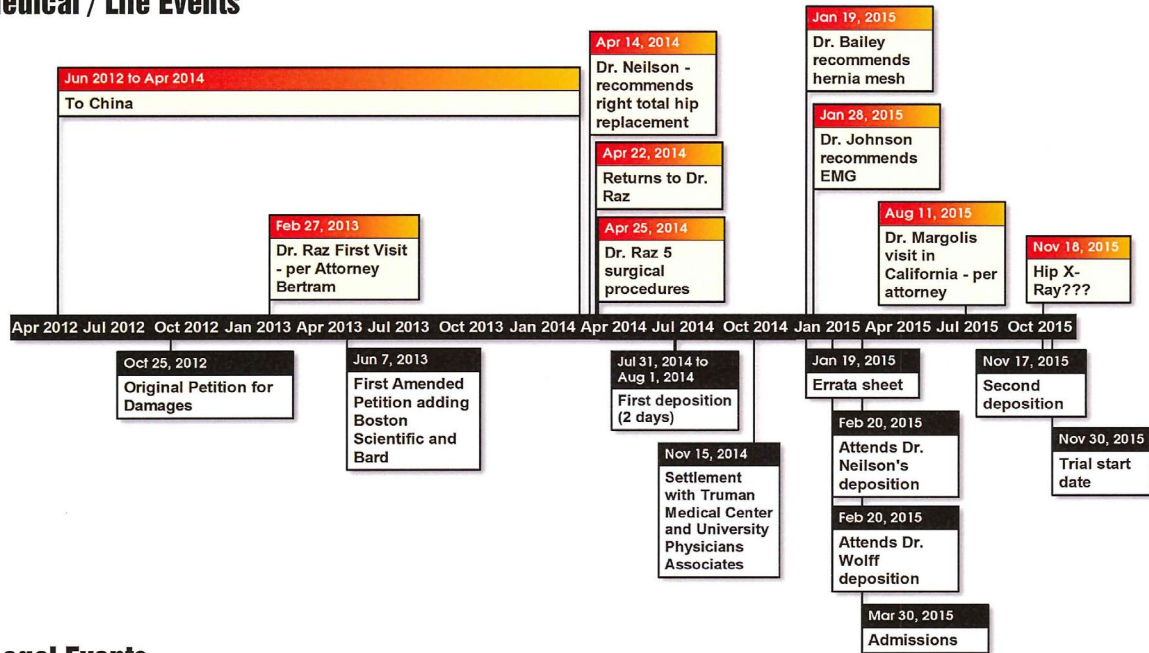 Medical / Life Events
Jun 2012 to Apr 2014
To China
Feb 27, 2013
Dr. Raz First Visit
- per Attorney
Bertram
Apr 14, 2014
Dr. Neilson -
recommends
right total hip
replacement
Apr 22, 2014
Returns to Dr.
Raz
Apr 25, 2014
Dr. Raz 5
surgical
procedures
Jan 19, 2015
Dr. Bailey
recommends
hernia mesh
Jan 28, 2015
Dr. Johnson
recommends
EMG
Aug 11, 2015
Dr. Margolis
visit in
California - per
attorney
Nov 18, 2015
Hip X-
Ray???
Apr 2012 Jul 2012 Oct 2012 Jan 2013 Apr 2013 Jul 2013 Oct 2013 Jan 2014 Apr 2014 Jul 2014 Oct 2014 Jan 2015 Apr 2015 Jul 2015 Oct 2015
Oct 25, 2012
Original Petition for
Damages
Jun 7, 2013
First Amended
Petition adding
Boston
Scientific and
Bard
Jul 31, 2014 to
Aug 1, 2014
First deposition
(2 days)
Nov 15, 2014
Settlement
with Truman
Medical Center
and University
Physicians
Associates
Jan 19, 2015
Errata sheet
Feb 20, 2015
Attends Dr.
Neilson's
deposition
Feb 20, 2015
Attends Dr.
Wolff
deposition
Mar 30, 2015
Admissions
Nov 17, 2015
Second
deposition
Nov 30, 2015
Trial start
date
Legal Events